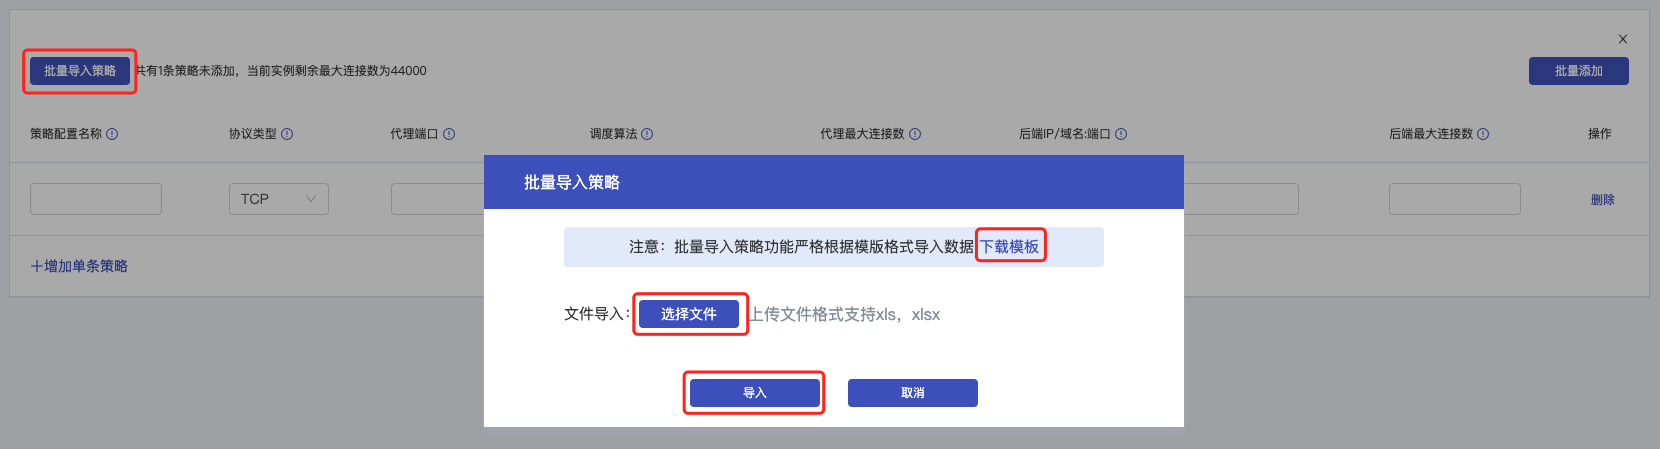 X
批量导入策略 共有1条策略未添加，当前实例剩余最大连接数为44000 批量添加
策略配置名称 协议类型 代理端口 调度算法 代理最大连接数 后端IP/域名:端口 后端最大连接数 操作
TCP 删除
+增加单条策略
批量导入策略
注意：批量导入策略功能严格根据模版格式导入数据 下载模板
文件导入： 选择文件 上传文件格式支持xls，xlsx
导入 取消